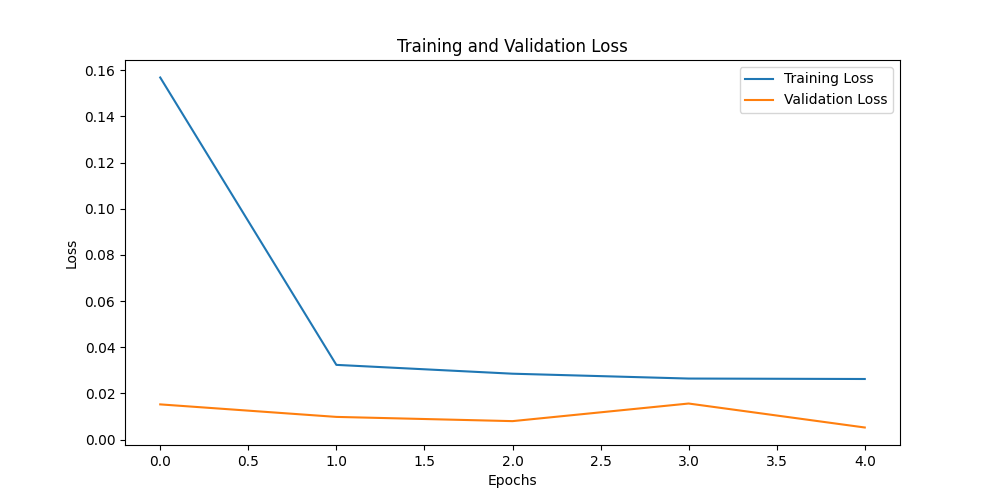 Training and Validation Loss
Training Loss
Validation Loss
0.16
0.14
0.12
0.10
0.08
0.06
0.04
0.02
0.00
Loss
0.0 0.5 1.0 1.5 2.0 2.5 3.0 3.5 4.0
Epochs